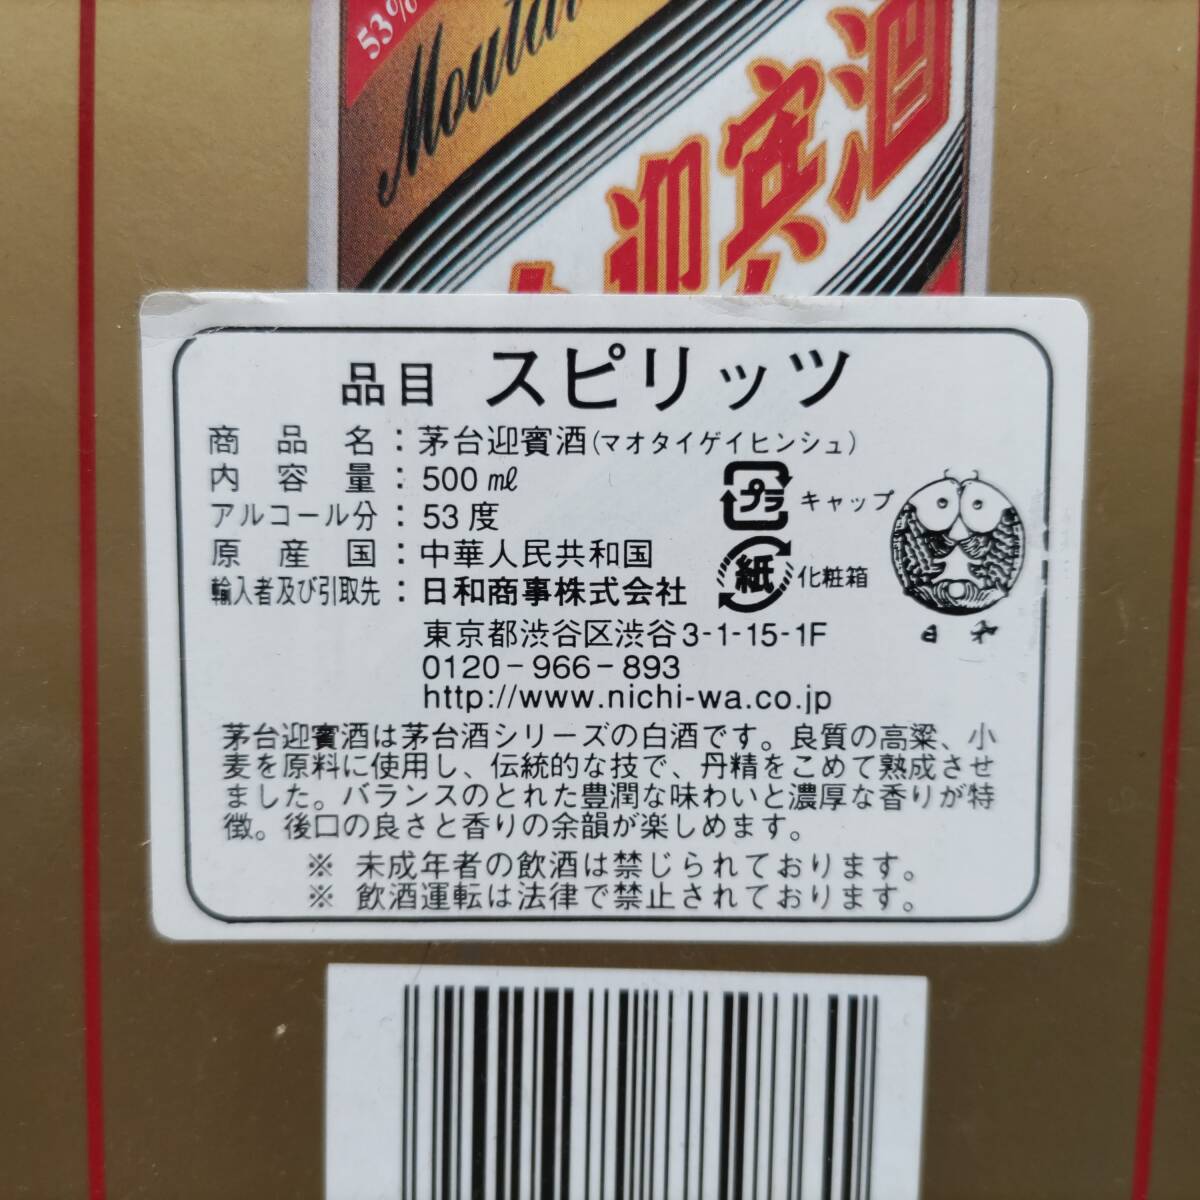 53%
Moutai
迎宾酒
品目 スピリッツ
商品名：茅台迎賓酒(マオタイゲイヒンシュ)
内容量：500㎖
アルコール分：53度
原産国：中華人民共和国
輸入者及び引取先：日和商事株式会社
東京都渋谷区渋谷3-1-15-1F
0120-966-893
http://www.nichi-wa.co.jp
プラ キャップ
紙 化粧箱
日和
茅台迎賓酒は茅台酒シリーズの白酒です。良質の高粱、小
麦を原料に使用し、伝統的な技で、丹精をこめて熟成させ
ました。バランスのとれた豊潤な味わいと濃厚な香りが特
徴。後口の良さと香りの余韻が楽しめます。
※ 未成年者の飲酒は禁じられております。
※ 飲酒運転は法律で禁止されております。